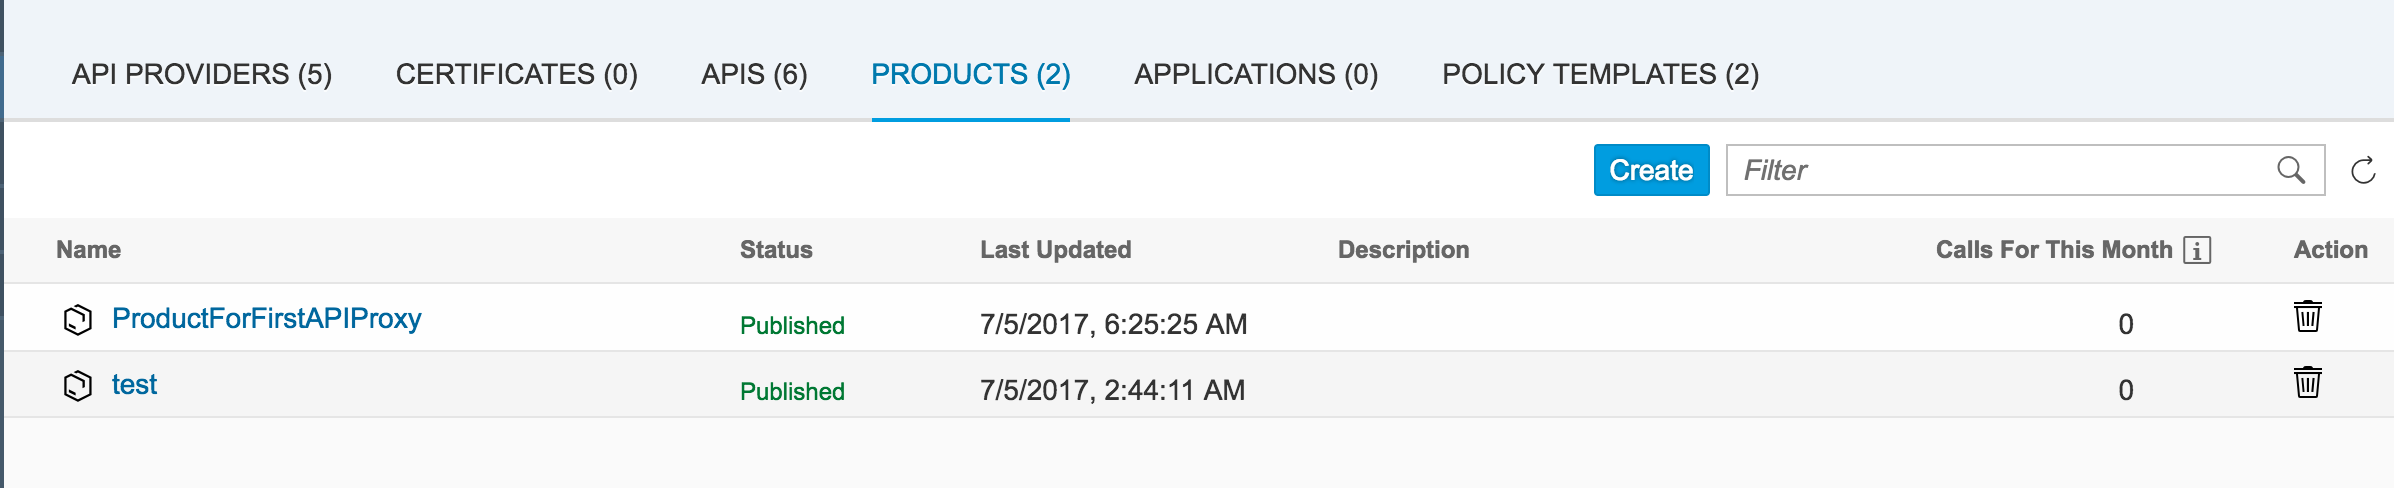 API PROVIDERS (5) CERTIFICATES (0) APIS (6) PRODUCTS (2) APPLICATIONS (0) POLICY TEMPLATES (2)
Create Filter
Name Status Last Updated Description Calls For This Month i Action
ProductForFirstAPIProxy Published 7/5/2017, 6:25:25 AM 0
test Published 7/5/2017, 2:44:11 AM 0